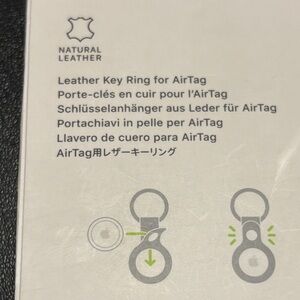 NATURAL
LEATHER
Leather Key Ring for AirTag
Porte-clés en cuir pour l'AirTag
Schlüsselanhänger aus Leder für AirTag
Portachiavi in pelle per AirTag
Llavero de cuero para AirTag
AirTag用レザーキーリング